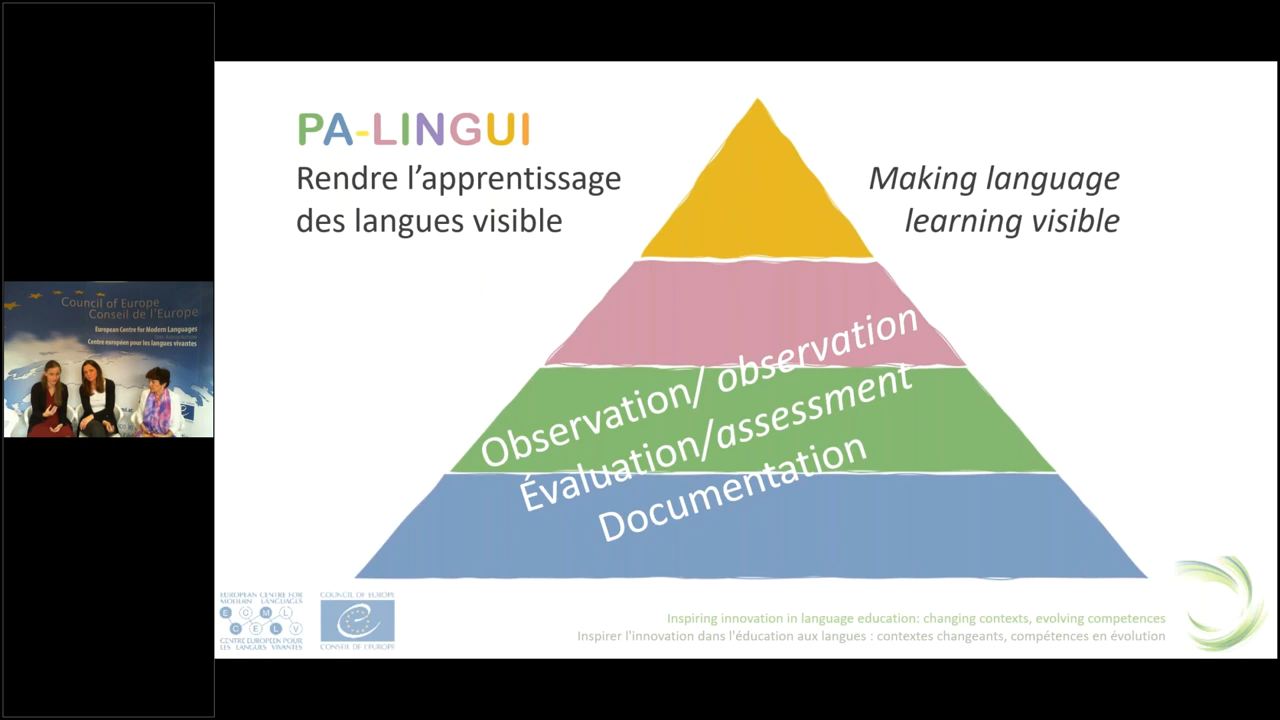 PA-LINGUI
Rendre l’apprentissage
des langues visible
Making language
learning visible
Observation/ observation
Évaluation/assessment
Documentation
Council of Europe
Conseil de l'Europe
European Centre for Modern Languages
Centre européen pour les langues vivantes
EUROPEAN CENTRE FOR
MODERN LANGUAGES
E C M L
C E L V
CENTRE EUROPEEN POUR
LES LANGUES VIVANTES
COUNCIL OF EUROPE
CONSEIL DE L'EUROPE
Inspiring innovation in language education: changing contexts, evolving competences
Inspirer l'innovation dans l'éducation aux langues : contextes changeants, compétences en évolution